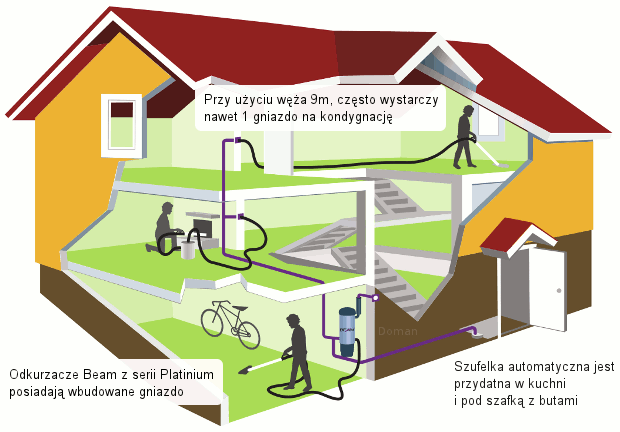 Przy użyciu węża 9m, często wystarczy
nawet 1 gniazdo na kondygnację
BEAM
Doman
Odkurzacze Beam z serii Platinium
posiadają wbudowane gniazdo
Szufelka automatyczna jest
przydatna w kuchni
i pod szafką z butami